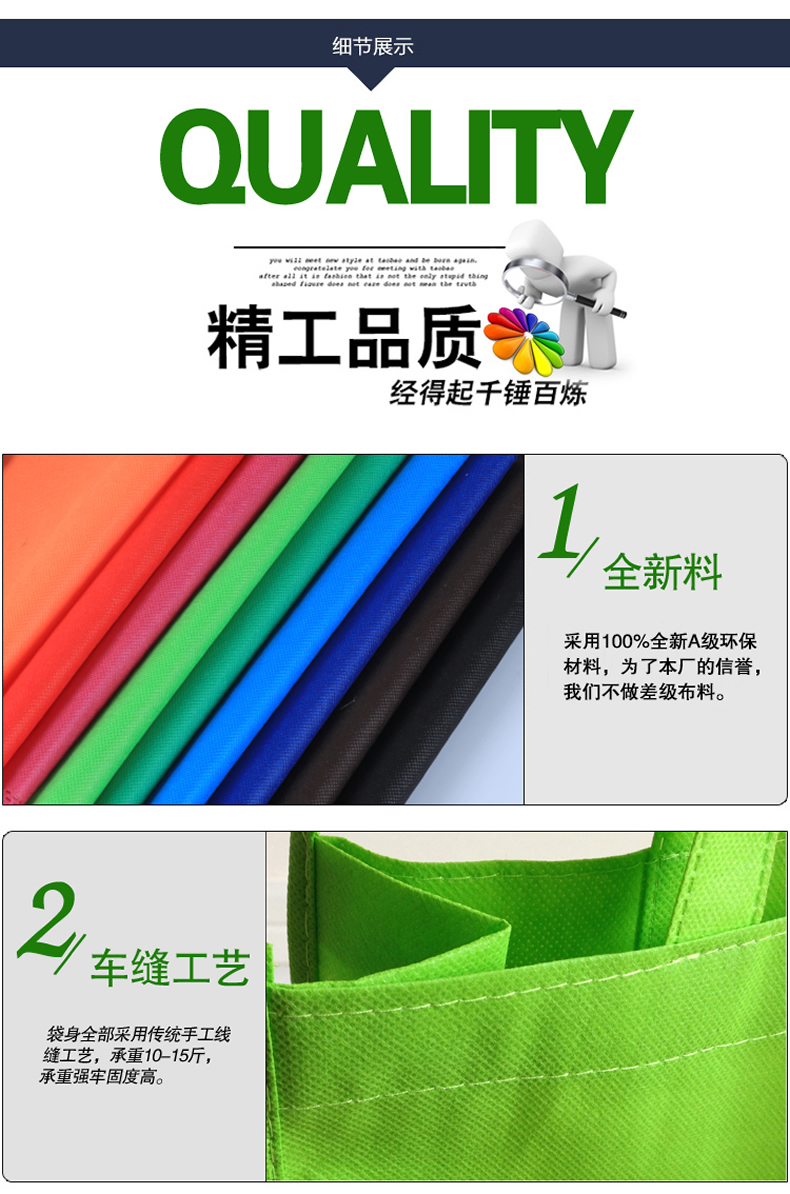 细节展示
QUALITY
you will meet new style at taobao and be born again.
congratulate you for meeting with taobao
after all it is fashion that is not the only stupid thing
shaped figure does not care does not mean the truth
精工品质
经得起千锤百炼
1/全新料
采用100%全新A级环保
材料，为了本厂的信誉，
我们不做差级布料。
2/车缝工艺
袋身全部采用传统手工线
缝工艺，承重10-15斤，
承重强牢固度高。